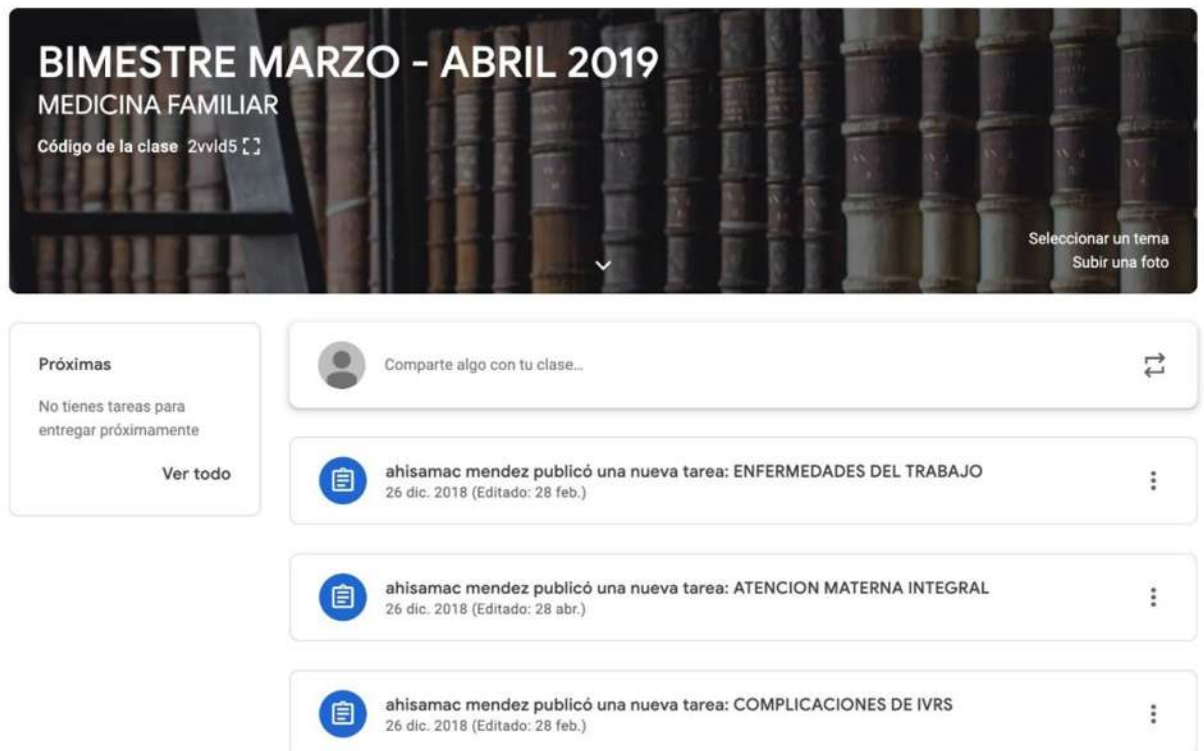 BIMESTRE MARZO - ABRIL 2019
MEDICINA FAMILIAR
Código de la clase 2vvld5
Seleccionar un tema
Subir una foto
Próximas
No tienes tareas para
entregar próximamente
Ver todo
Comparte algo con tu clase...
ahisamac mendez publicó una nueva tarea: ENFERMEDADES DEL TRABAJO
26 dic. 2018 (Editado: 28 feb.)
ahisamac mendez publicó una nueva tarea: ATENCION MATERNA INTEGRAL
26 dic. 2018 (Editado: 28 abr.)
ahisamac mendez publicó una nueva tarea: COMPLICACIONES DE IVRS
26 dic. 2018 (Editado: 28 feb.)